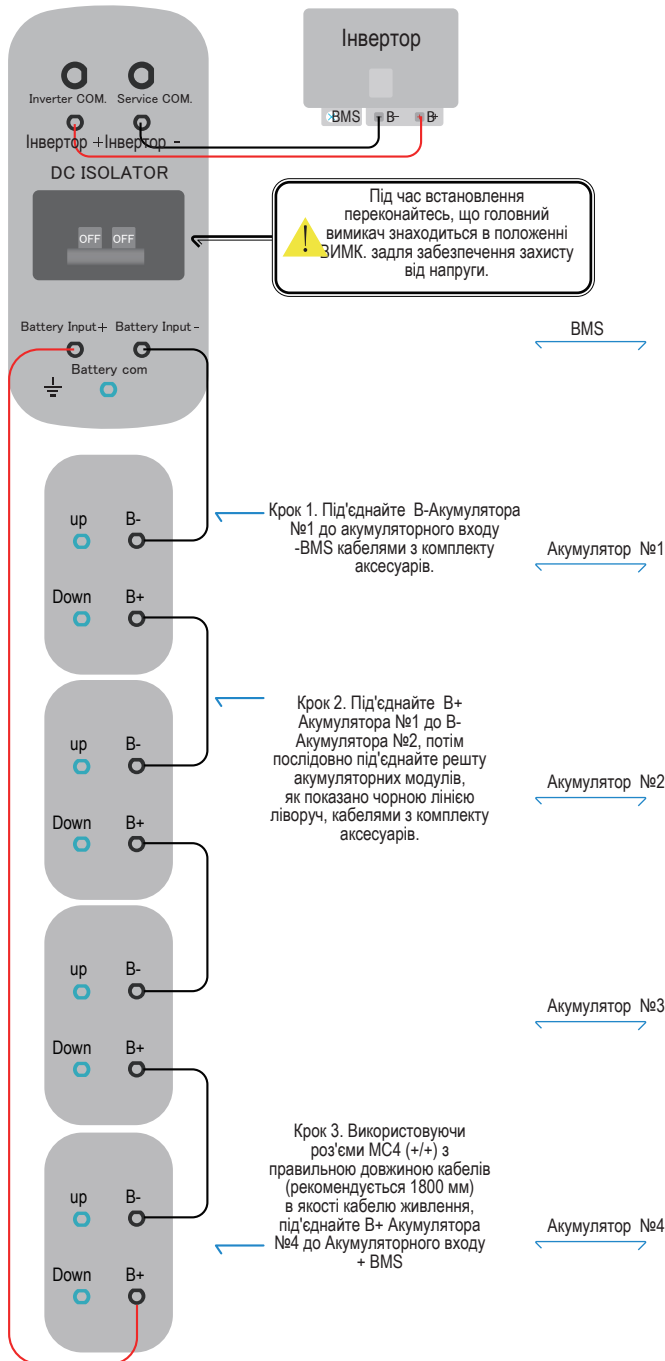 Інвертор
Inverter COM. Service COM.
BMS B- B+
Інвертор +Інвертор -
DC ISOLATOR
OFF OFF
Під час встановлення
переконайтесь, що головний
вимикач знаходиться в положенні
ВИМК. задля забезпечення захисту
від напруги.
Battery Input+ Battery Input-
Battery com
BMS
up B-
Down B+
Крок 1. Під'єднайте В-Акумулятора
№1 до акумуляторного входу
-BMS кабелями з комплекту
аксесуарів.
Акумулятор №1
up B-
Down B+
Крок 2. Під'єднайте В+
Акумулятора №1 до В-
Акумулятора №2, потім
послідовно під'єднайте решту
акумуляторних модулів,
як показано чорною лінією
ліворуч, кабелями з комплекту
аксесуарів.
Акумулятор №2
up B-
Down B+
Акумулятор №3
up B-
Down B+
Крок 3. Використовуючи
роз'єми МС4 (+/+) з
правильною довжиною кабелів
(рекомендується 1800 мм)
в якості кабелю живлення,
під'єднайте В+ Акумулятора
№4 до Акумуляторного входу
+ BMS
Акумулятор №4